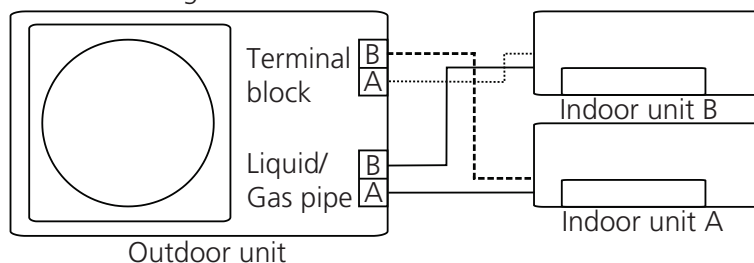 Terminal
block
B
A
Liquid/
Gas pipe
B
A
Outdoor unit
Indoor unit B
Indoor unit A